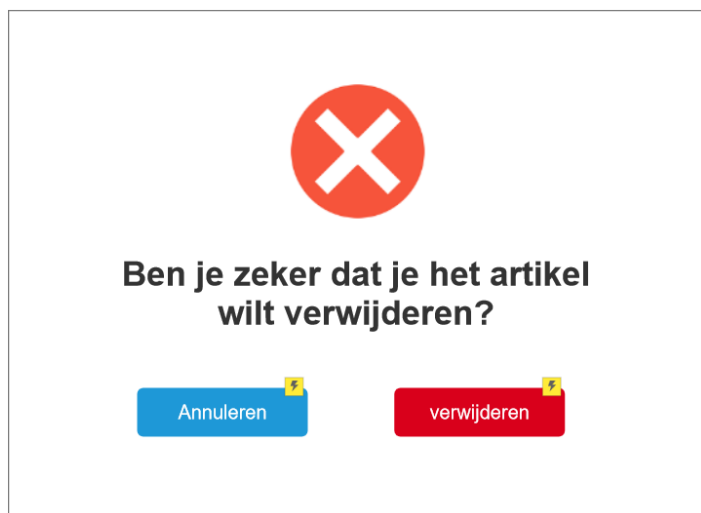 Ben je zeker dat je het artikel
wilt verwijderen?
Annuleren
verwijderen